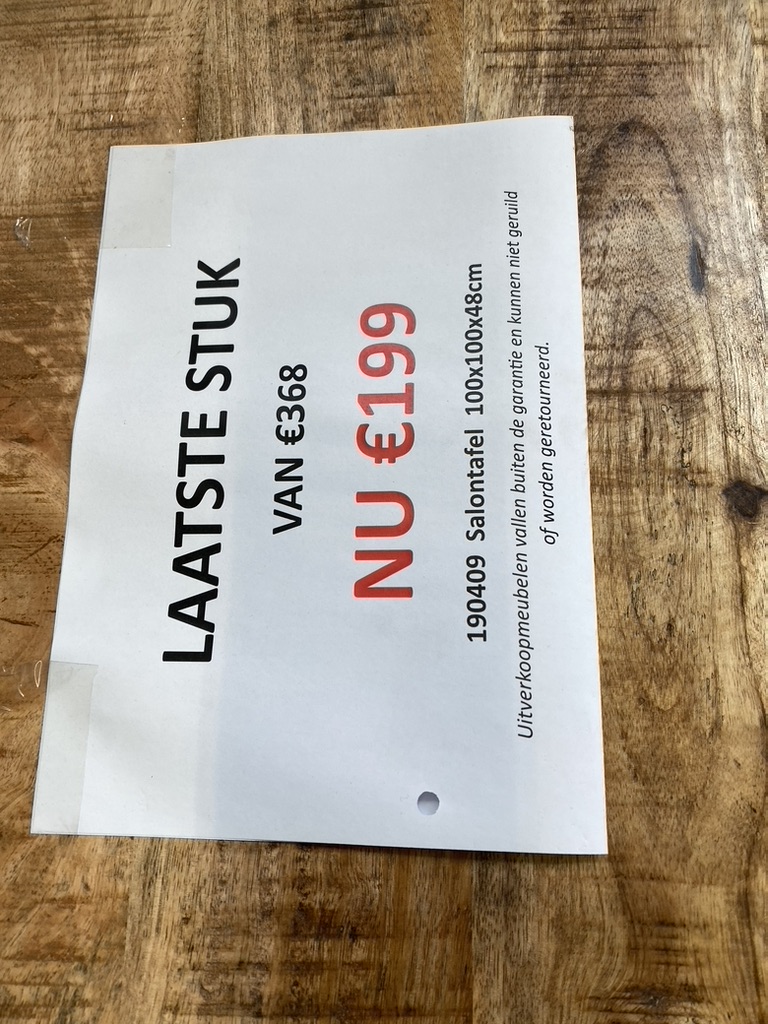 LAATSTE STUK
VAN €368
NU €199
190409 Salontafel 100x100x48cm
Uitverkoopmeubelen vallen buiten de garantie en kunnen niet geruild
of worden geretourneerd.